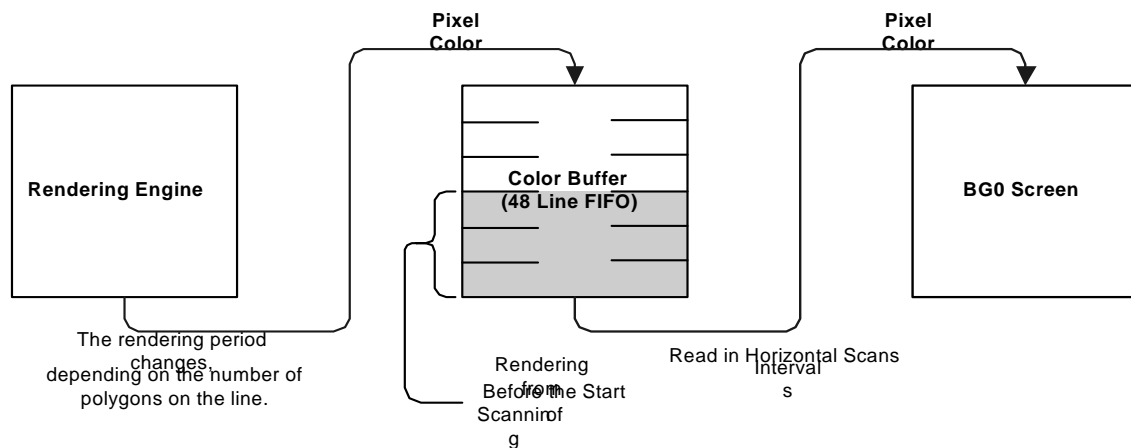 Pixel
Color
Pixel
Color
Rendering Engine
Color Buffer
(48 Line FIFO)
BG0 Screen
The rendering period
changes,
depending on the number of
polygons on the line.
Rendering
from
Before the Start
of
Scannin
g
Read in Horizontal Scans
Interval
s